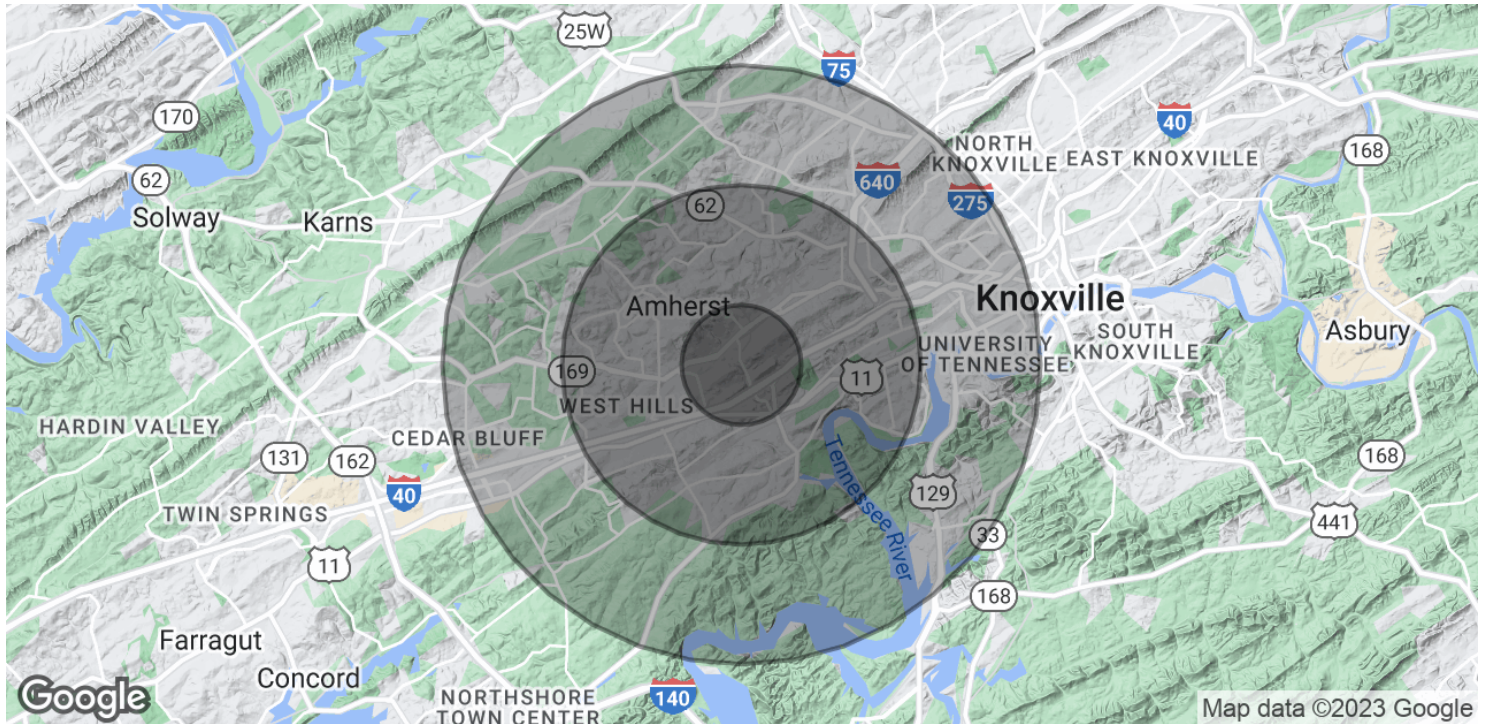 25W
75
170
40
NORTH
KNOXVILLE
EAST KNOXVILLE
168
640
62
275
62
Solway
Karns
Amherst
Knoxville
SOUTH
KNOXVILLE
Asbury
UNIVERSITY
OF TENNESSEE
169
11
WEST HILLS
HARDIN VALLEY
CEDAR BLUFF
131
162
168
40
129
Tennessee River
TWIN SPRINGS
441
33
11
168
Farragut
Concord
140
NORTHSHORE
TOWN CENTER
Google
Map data ©2023 Google